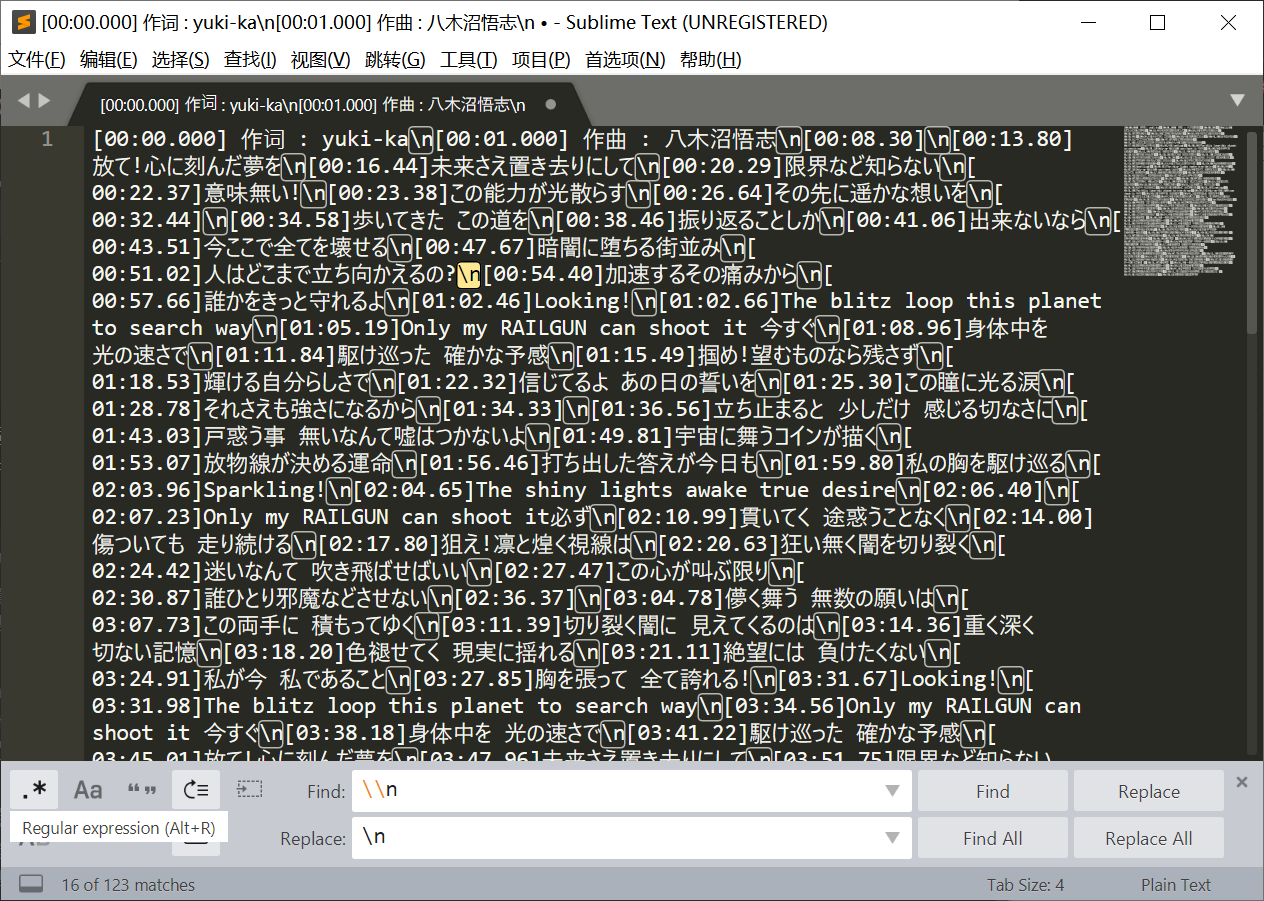 [00:00.000] 作词 : yuki-ka\n[00:01.000] 作曲 : 八木沼悟志\n • - Sublime Text (UNREGISTERED)
文件(F) 编辑(E) 选择(S) 查找(I) 视图(V) 跳转(G) 工具(T) 项目(P) 首选项(N) 帮助(H)
[00:00.000] 作词 : yuki-ka\n[00:01.000] 作曲 : 八木沼悟志\n
1
[00:00.000] 作词 : yuki-ka\n[00:01.000] 作曲 : 八木沼悟志\n[00:08.30]\n[00:13.80]
放て!心に刻んだ夢を\n[00:16.44]未来さえ置き去りにして\n[00:20.29]限界など知らない\n[
00:22.37]意味無い!\n[00:23.38]この能力が光散らす\n[00:26.64]その先に遥かな想いを\n[
00:32.44]\n[00:34.58]歩いてきた この道を\n[00:38.46]振り返ることしか\n[00:41.06]出来ないなら\n[
00:43.51]今ここで全てを壊せる\n[00:47.67]暗闇に堕ちる街並み\n[
00:51.02]人はどこまで立ち向かえるの?\n[00:54.40]加速するその痛みから\n[
00:57.66]誰かをきっと守れるよ\n[01:02.46]Looking!\n[01:02.66]The blitz loop this planet
to search way\n[01:05.19]Only my RAILGUN can shoot it 今すぐ\n[01:08.96]身体中を
光の速さで\n[01:11.84]駆け巡った 確かな予感\n[01:15.49]掴め!望むものなら残さず\n[
01:18.53]輝ける自分らしさで\n[01:22.32]信じてるよ あの日の誓いを\n[01:25.30]この瞳に光る涙\n[
01:28.78]それさえも強さになるから\n[01:34.33]\n[01:36.56]立ち止まると 少しだけ 感じる切なさに\n[
01:43.03]戸惑う事 無いなんて嘘はつかないよ\n[01:49.81]宇宙に舞うコインが描く\n[
01:53.07]放物線が決める運命\n[01:56.46]打ち出した答えが今日も\n[01:59.80]私の胸を駆け巡る\n[
02:03.96]Sparkling!\n[02:04.65]The shiny lights awake true desire\n[02:06.40]\n[
02:07.23]Only my RAILGUN can shoot it必ず\n[02:10.99]貫いてく 途惑うことなく\n[02:14.00]
傷ついても 走り続ける\n[02:17.80]狙え!凛と煌く視線は\n[02:20.63]狂い無く闇を切り裂く\n[
02:24.42]迷いなんて 吹き飛ばせばいい\n[02:27.47]この心が叫ぶ限り\n[
02:30.87]誰ひとり邪魔などさせない\n[02:36.37]\n[03:04.78]儚く舞う 無数の願いは\n[
03:07.73]この両手に 積もってゆく\n[03:11.39]切り裂く闇に 見えてくるのは\n[03:14.36]重く深く
切ない記憶\n[03:18.20]色褪せてく 現実に揺れる\n[03:21.11]絶望には 負けたくない\n[
03:24.91]私が今 私であること\n[03:27.85]胸を張って 全て誇れる!\n[03:31.67]Looking!\n[
03:31.98]The blitz loop this planet to search way\n[03:34.56]Only my RAILGUN can
shoot it 今すぐ\n[03:38.18]身体中を 光の速さで\n[03:41.22]駆け巡った 確かな予感\n[
03:45.01]放て!心に刻んだ夢を\n[03:47.96]未来さえ置き去りにして\n[03:51.75]限界など知らない
.* Aa “” Find: \\n Find Replace
Regular expression (Alt+R) Replace: \n Find All Replace All
16 of 123 matches Tab Size: 4 Plain Text